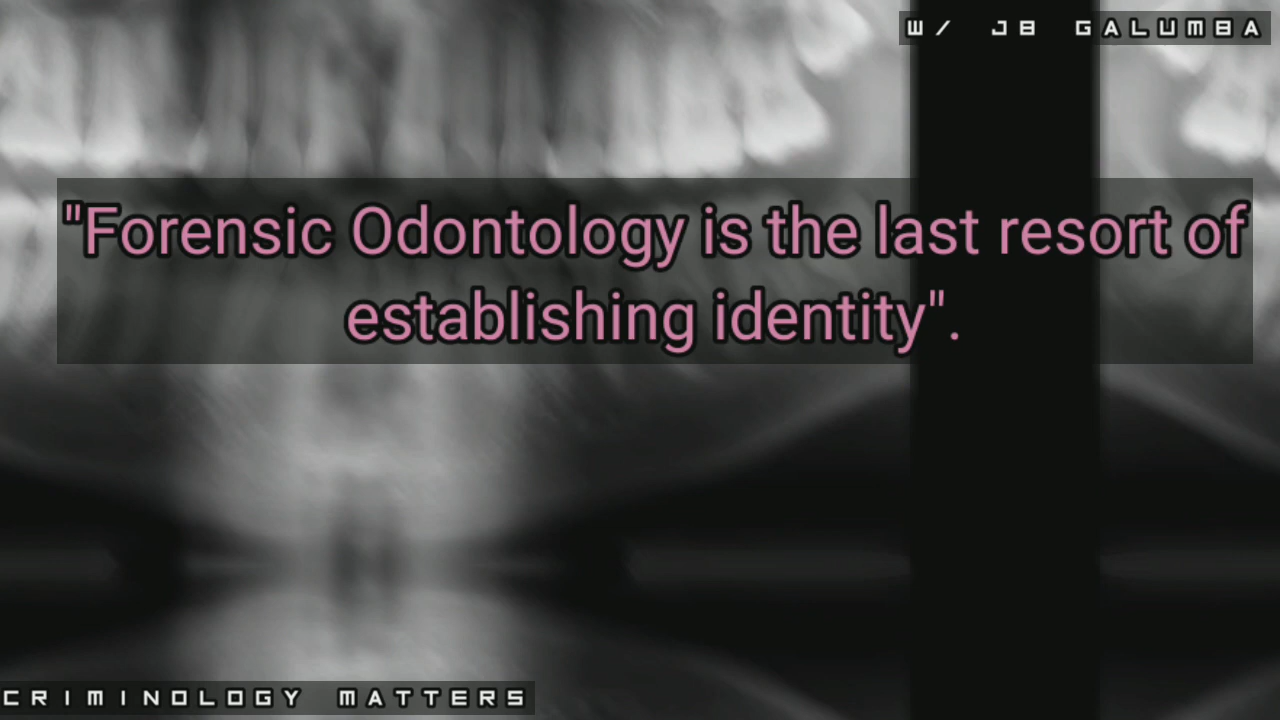 W/ JB GALUMBA
"Forensic Odontology is the last resort of
establishing identity".
CRIMINOLOGY MATTERS